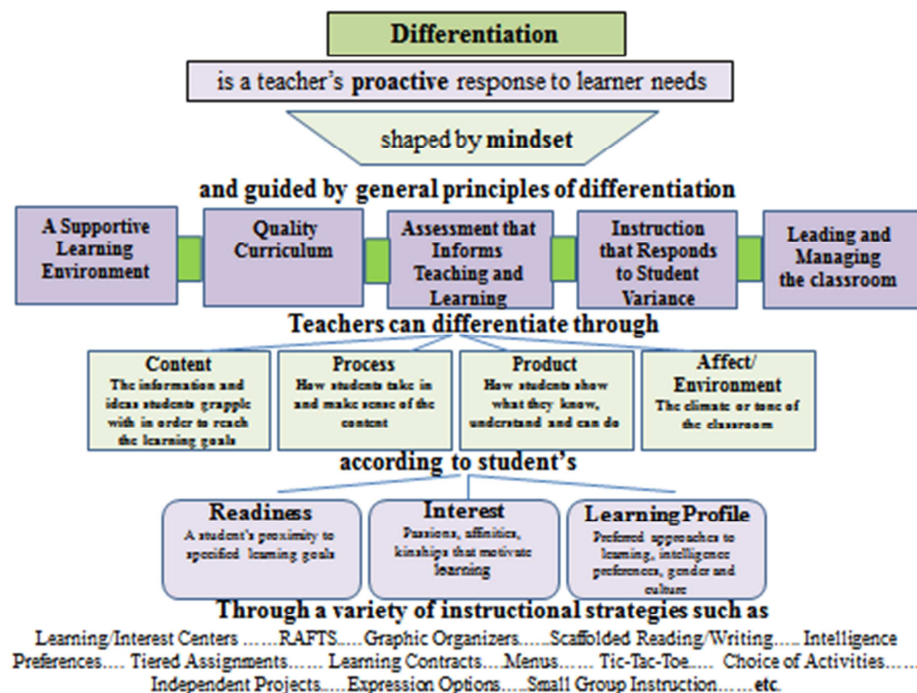 Differentiation
is a teacher's proactive response to learner needs
shaped by mindset
and guided by general principles of differentiation
A Supportive
Learning
Environment
Quality
Curriculum
Assessment that
Informs
Teaching and
Learning
Instruction
that Responds
to Student
Variance
Leading and
Managing
the classroom
Teachers can differentiate through
Content
The information and
ideas students grapple
with in order to reach
the learning goals
Process
How students take in
and make sense of the
content
Product
How students show
what they know,
understand and can do
Affect/
Environment
The climate or tone of
the classroom
according to student's
Readiness
A student's proximity to
specified learning goals
Interest
Passions, affinities,
kinships that motivate
learning
Learning Profile
Preferred approaches to
learning, intelligence
preferences, gender and
culture
Through a variety of instructional strategies such as
Learning/Interest Centers ......RAFTS.....Graphic Organizers.....Scaffolded Reading/Writing..... Intelligence
Preferences.... Tiered Assignments...... Learning Contracts....Menus..... Tic-Tac-Toe..... Choice of Activities......
Independent Projects.....Expression Options....Small Group Instruction......etc.